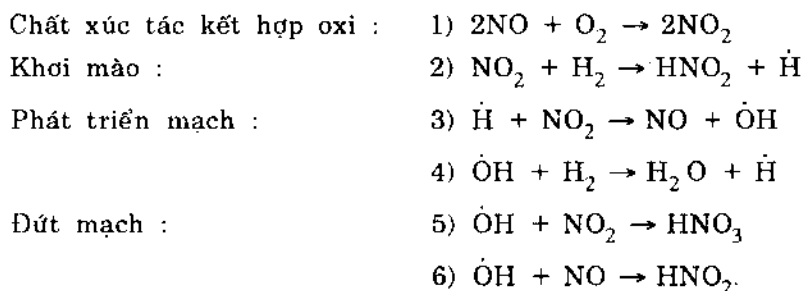 Chất xúc tác kết hợp oxi : 1) 2NO + O₂ → 2NO₂
Khơi mào : 2) NO₂ + H₂ → HNO₂ + Ḣ
Phát triển mạch : 3) Ḣ + NO₂ → NO + ȮH
4) ȮH + H₂ → H₂O + Ḣ
Đứt mạch : 5) ȮH + NO₂ → HNO₃
6) ȮH + NO → HNO₂.